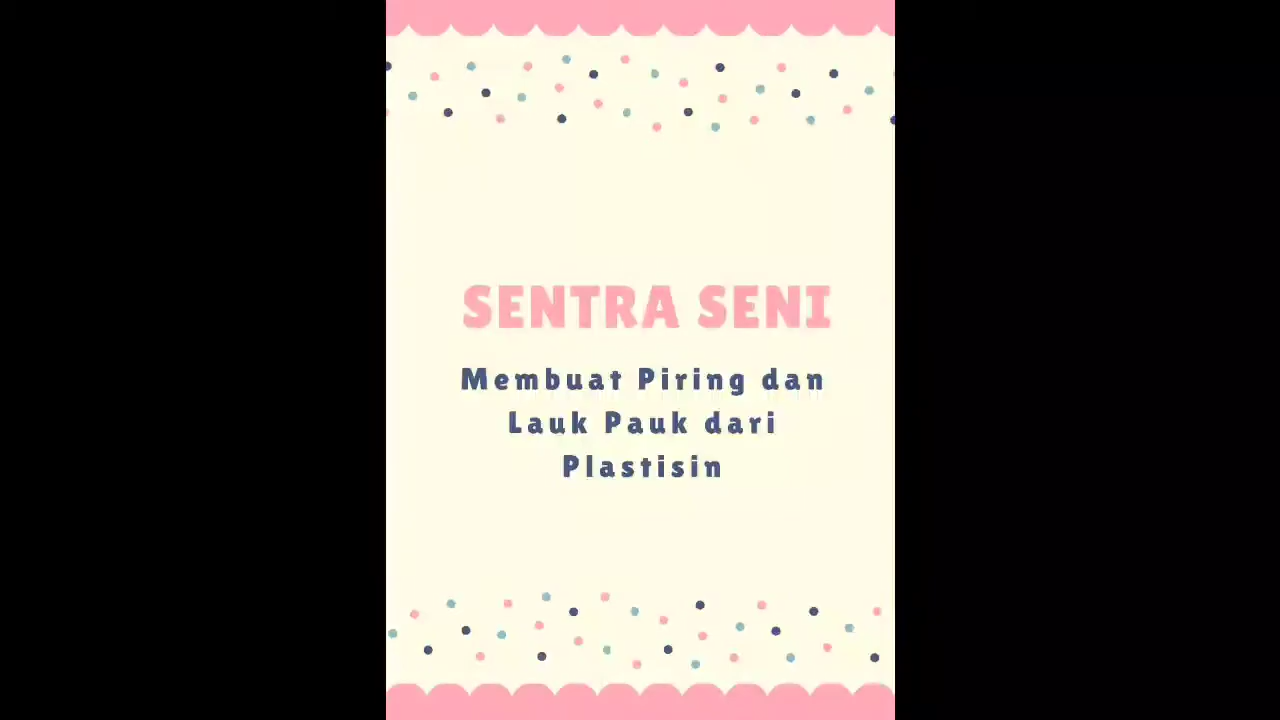 SENTRA SENI
Membuat Piring dan
Lauk Pauk dari
Plastisin